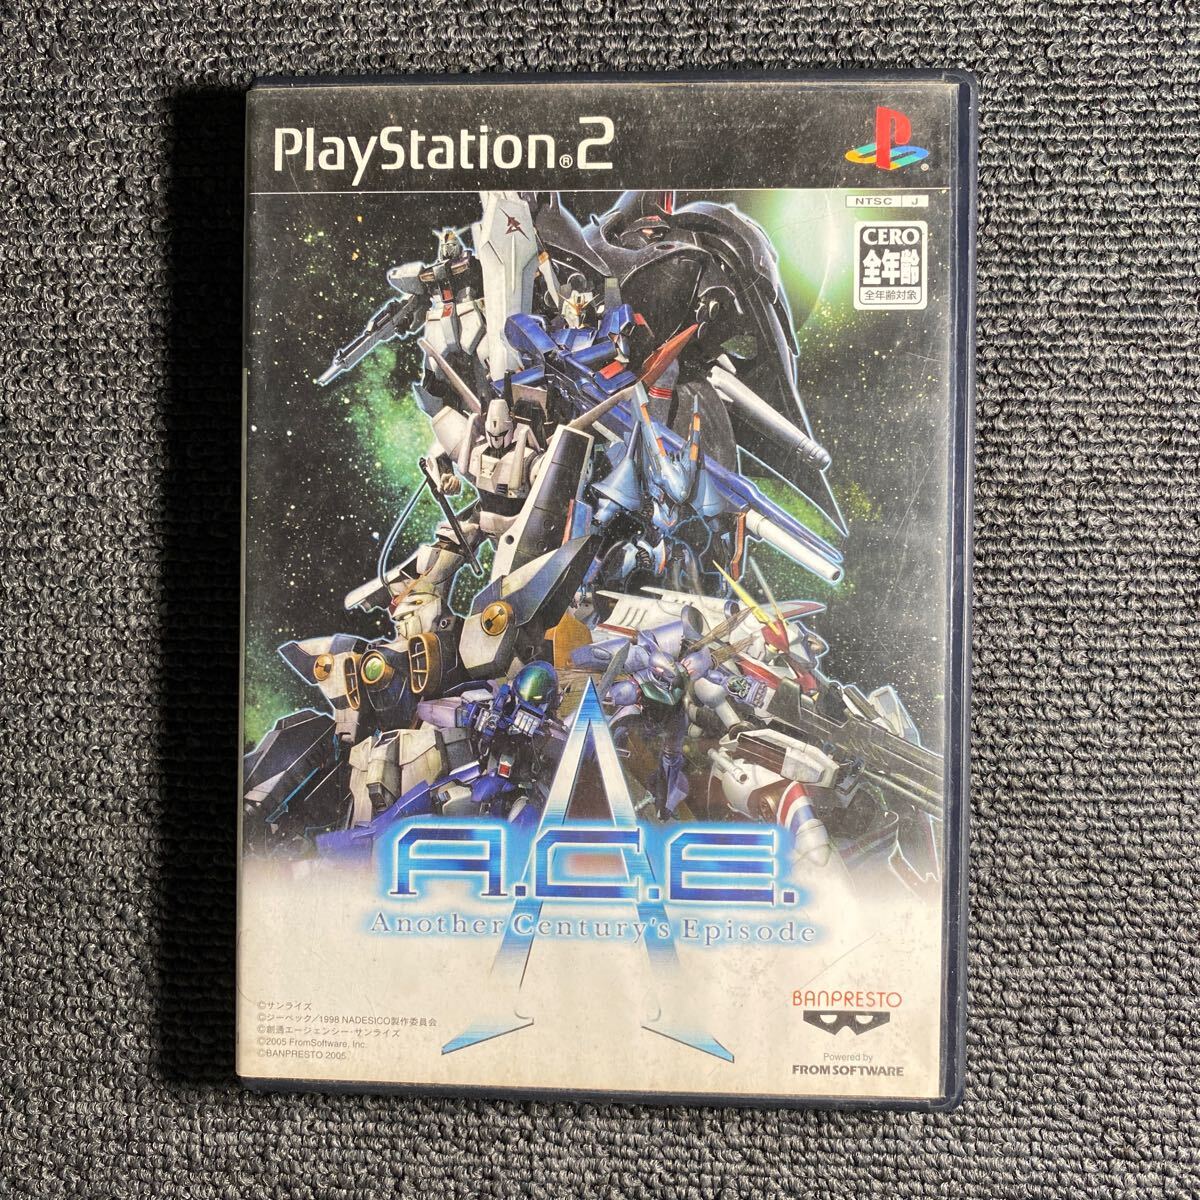 PlayStation®2
NTSC J
CERO
全年齢
全年齢対象
A.C.E.
Another Century's Episode
©サンライズ
©ジーベック/1998 NADESICO製作委員会
©創通エージェンシー・サンライズ
©2005 FromSoftware, Inc.
©BANPRESTO 2005
BANPRESTO
Powered by
FROMSOFTWARE